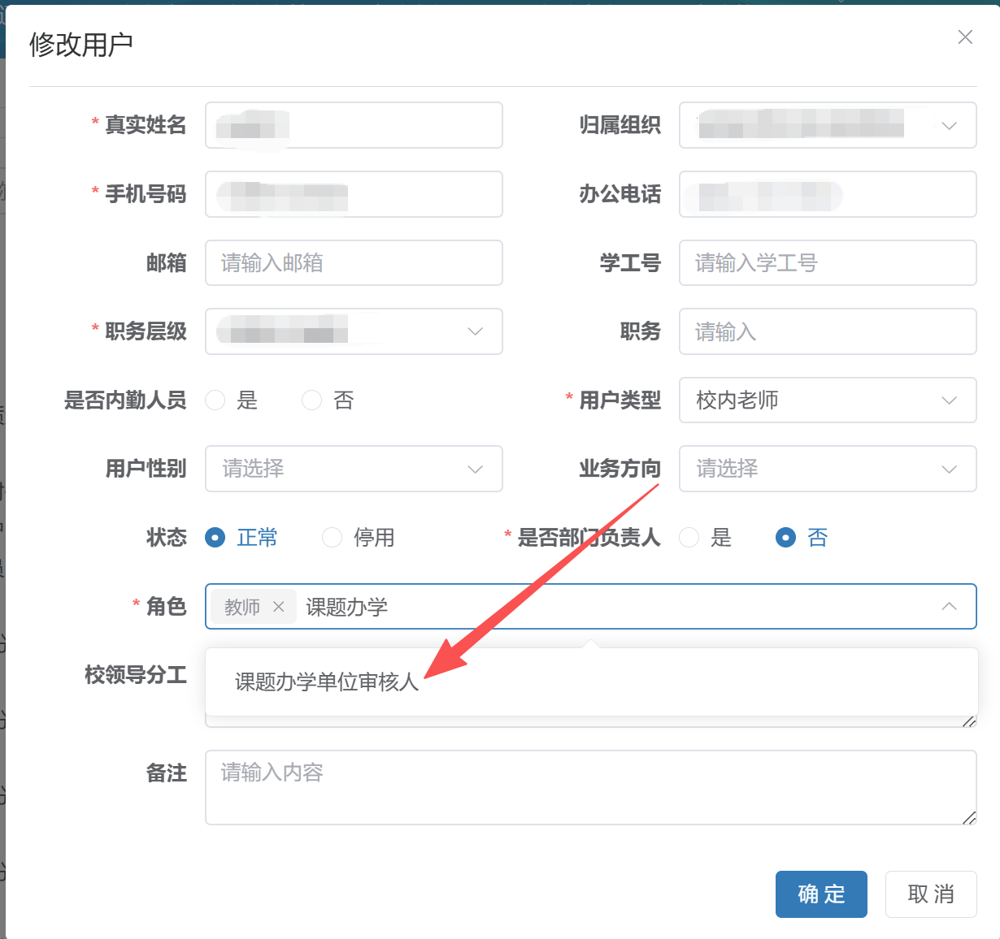 修改用户
* 真实姓名
归属组织
* 手机号码
办公电话
邮箱 请输入邮箱
学工号 请输入学工号
* 职务层级
职务 请输入
是否内勤人员 是 否
* 用户类型 校内老师
用户性别 请选择
业务方向 请选择
状态 正常 停用
* 是否部门负责人 是 否
* 角色 教师 课题办学
校领导分工
课题办学单位审核人
备注 请输入内容
确 定 取 消